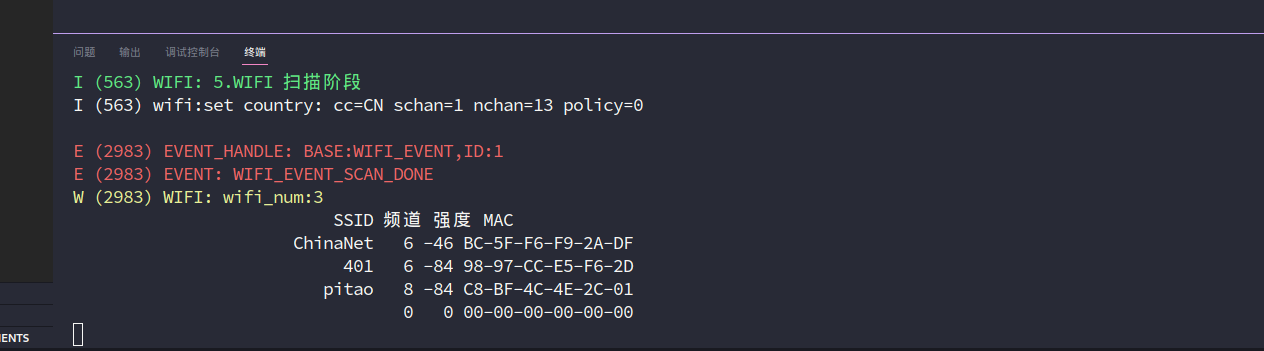 问题 输出 调试控制台 终端
I (563) WIFI: 5.WIFI 扫描阶段
I (563) wifi:set country: cc=CN schan=1 nchan=13 policy=0
E (2983) EVENT_HANDLE: BASE:WIFI_EVENT,ID:1
E (2983) EVENT: WIFI_EVENT_SCAN_DONE
W (2983) WIFI: wifi_num:3
SSID 频道 强度 MAC
ChinaNet 6 -46 BC-5F-F6-F9-2A-DF
401 6 -84 98-97-CC-E5-F6-2D
pitao 8 -84 C8-BF-4C-4E-2C-01
0 0 00-00-00-00-00-00
IENTS